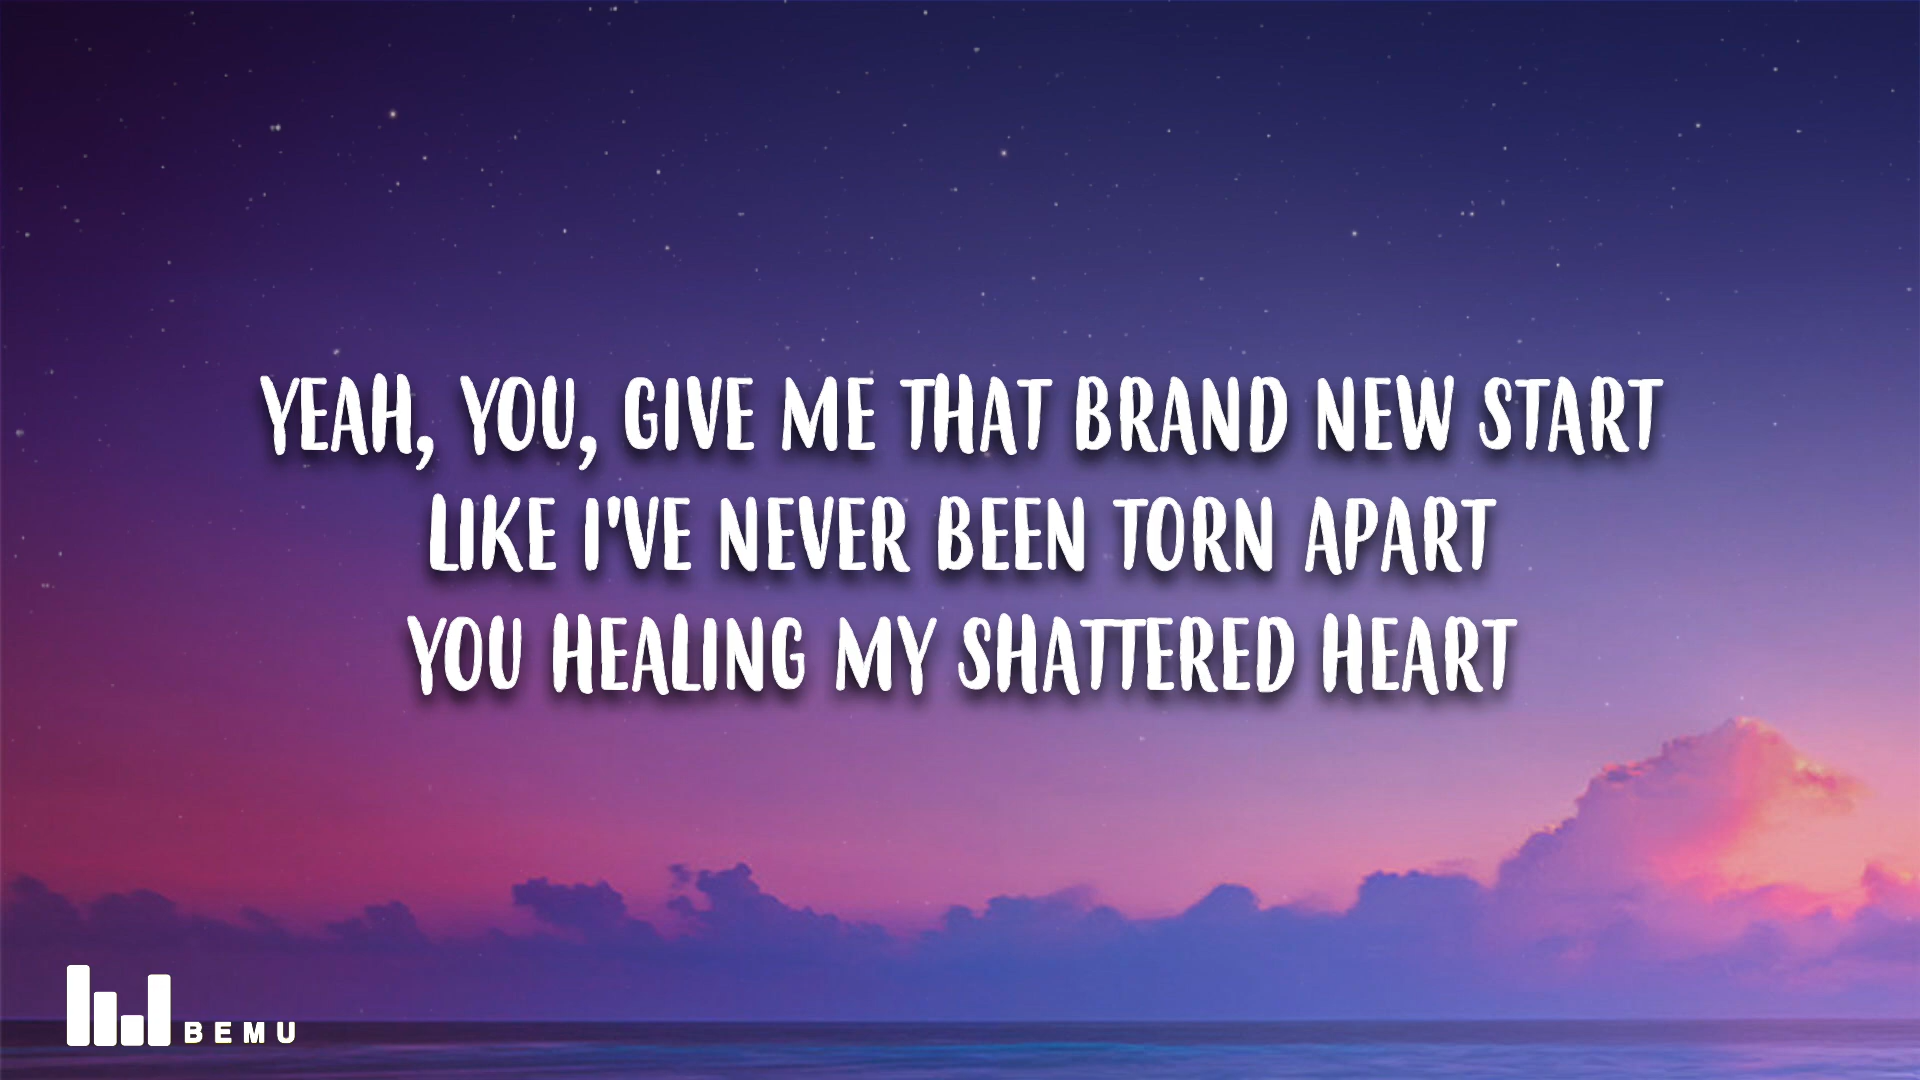 YEAH, YOU, GIVE ME THAT BRAND NEW START
LIKE I'VE NEVER BEEN TORN APART
YOU HEALING MY SHATTERED HEART
BEMU